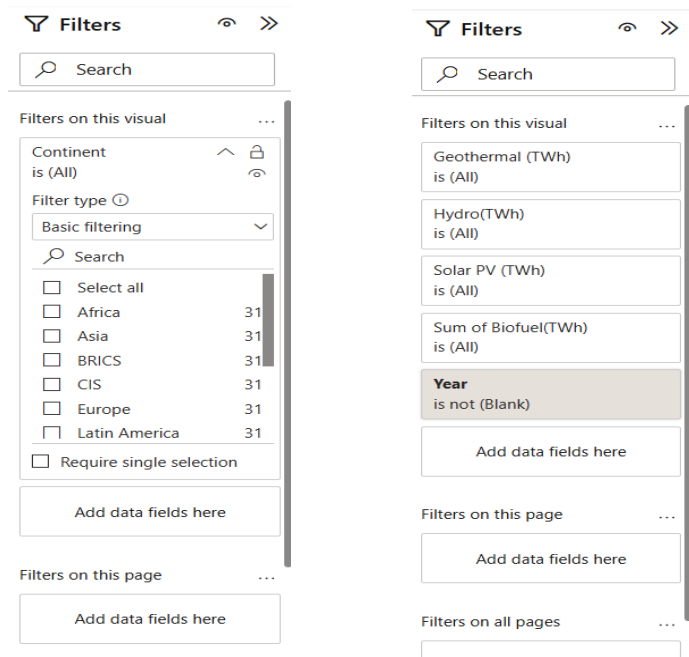 Filters
Search
Filters on this visual ...
Continent
is (All)
Filter type
Basic filtering
Search
Select all
Africa 31
Asia 31
BRICS 31
CIS 31
Europe 31
Latin America 31
Require single selection
Add data fields here
Filters on this page ...
Add data fields here
Filters
Search
Filters on this visual ...
Geothermal (TWh)
is (All)
Hydro(TWh)
is (All)
Solar PV (TWh)
is (All)
Sum of Biofuel(TWh)
is (All)
Year
is not (Blank)
Add data fields here
Filters on this page ...
Add data fields here
Filters on all pages ...